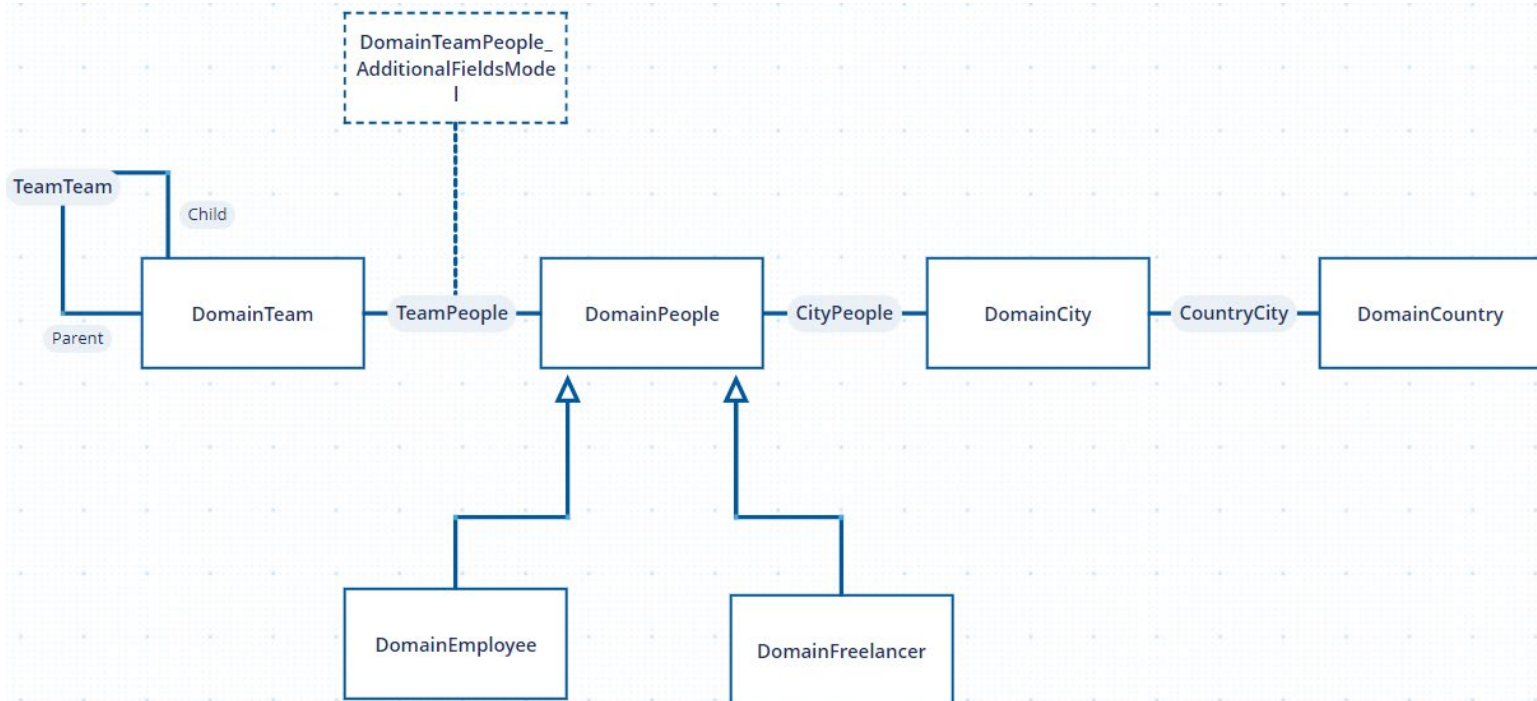 DomainTeamPeople_
AdditionalFieldsMode
l
TeamTeam
Child
DomainTeam
TeamPeople
DomainPeople
CityPeople
DomainCity
CountryCity
DomainCountry
Parent
DomainEmployee
DomainFreelancer